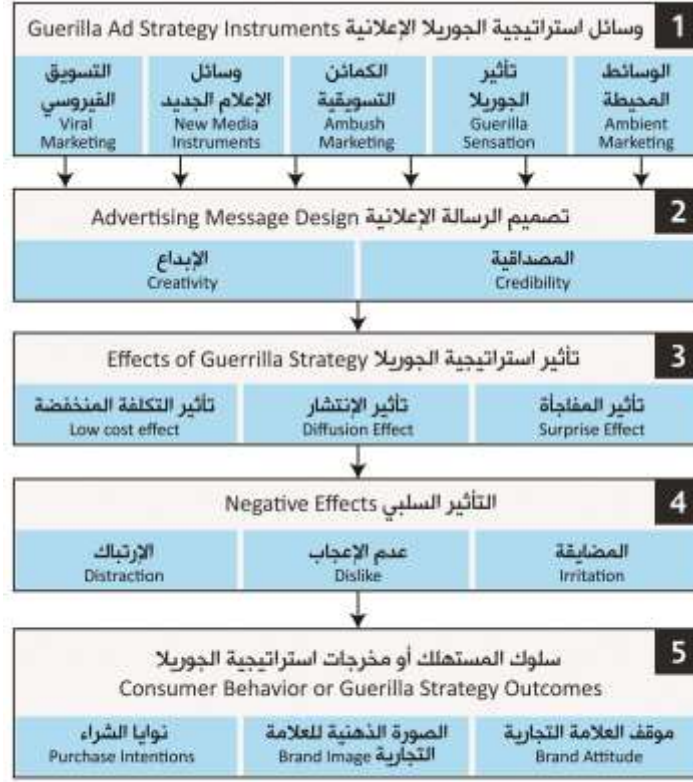 1
وسائل استراتيجية الجوريلا الإعلانية Guerilla Ad Strategy Instruments
الوسائط
المحيطة
Ambient
Marketing
تأثير
الجوريلا
Guerilla
Sensation
الكمائن
التسويقية
Ambush
Marketing
وسائل
الإعلام الجديد
New Media
Instruments
التسويق
الفيروسي
Viral
Marketing
2
تصميم الرسالة الإعلانية Advertising Message Design
المصداقية
Credibility
الإبداع
Creativity
3
تأثير استراتيجية الجوريلا Effects of Guerrilla Strategy
تأثير المفاجأة
Surprise Effect
تأثير الإنتشار
Diffusion Effect
تأثير التكلفة المنخفضة
Low cost effect
4
التأثير السلبي Negative Effects
المضايقة
Irritation
عدم الإعجاب
Dislike
الإرتباك
Distraction
5
سلوك المستهلك أو مخرجات استراتيجية الجوريلا
Consumer Behavior or Guerilla Strategy Outcomes
موقف العلامة التجارية
Brand Attitude
الصورة الذهنية للعلامة
التجارية Brand Image
نوايا الشراء
Purchase Intentions